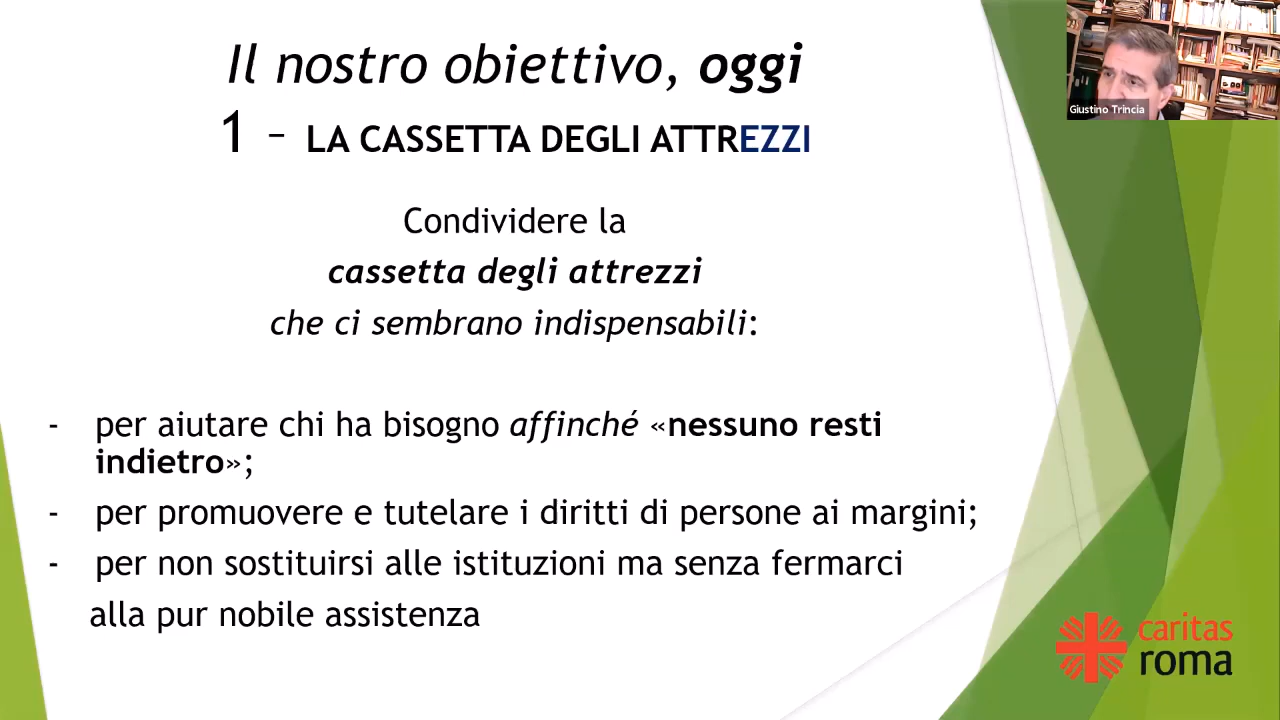 Il nostro obiettivo, oggi
1 – LA CASSETTA DEGLI ATTREZZI
Giustino Trincia
Condividere la
cassetta degli attrezzi
che ci sembrano indispensabili:
- per aiutare chi ha bisogno affinché «nessuno resti
indietro»;
- per promuovere e tutelare i diritti di persone ai margini;
- per non sostituirsi alle istituzioni ma senza fermarci
alla pur nobile assistenza
caritas
roma